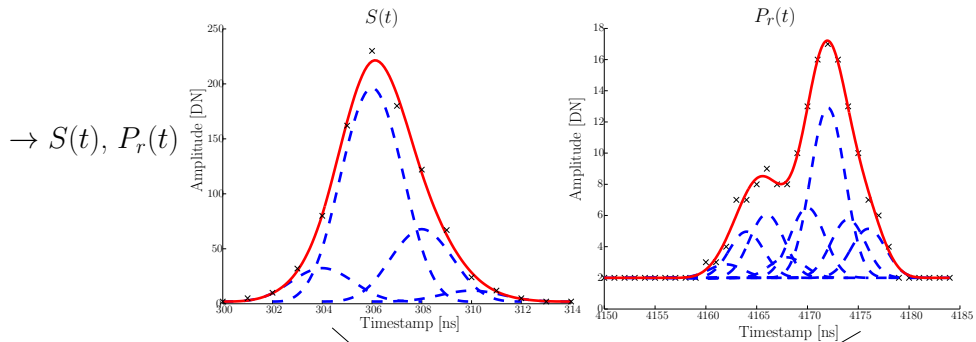 → S(t), P_r(t)
S(t)
Amplitude [DN]
250
200
150
100
50
0
300 302 304 306 308 310 312 314
Timestamp [ns]
P_r(t)
Amplitude [DN]
18
16
14
12
10
8
6
4
2
0
4150 4155 4160 4165 4170 4175 4180 4185
Timestamp [ns]